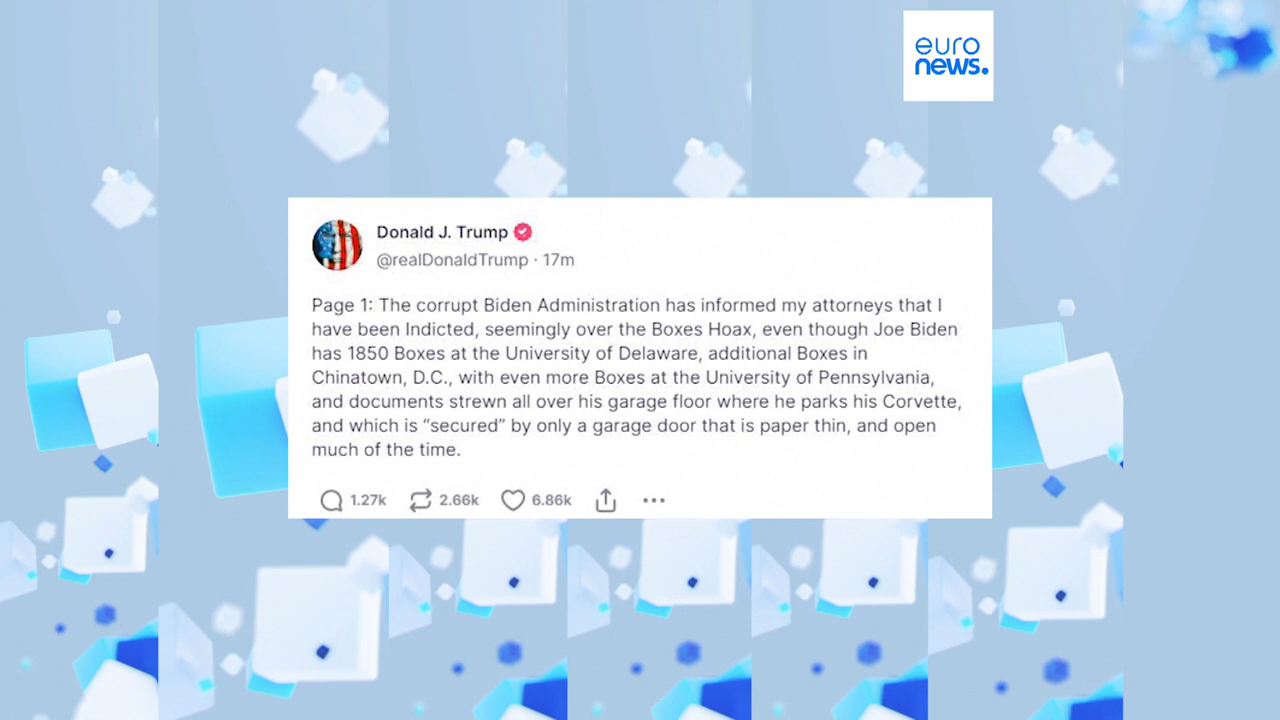 euro
news.
Donald J. Trump
@realDonaldTrump · 17m
Page 1: The corrupt Biden Administration has informed my attorneys that I
have been Indicted, seemingly over the Boxes Hoax, even though Joe Biden
has 1850 Boxes at the University of Delaware, additional Boxes in
Chinatown, D.C., with even more Boxes at the University of Pennsylvania,
and documents strewn all over his garage floor where he parks his Corvette,
and which is “secured” by only a garage door that is paper thin, and open
much of the time.
1.27k 2.66k 6.86k